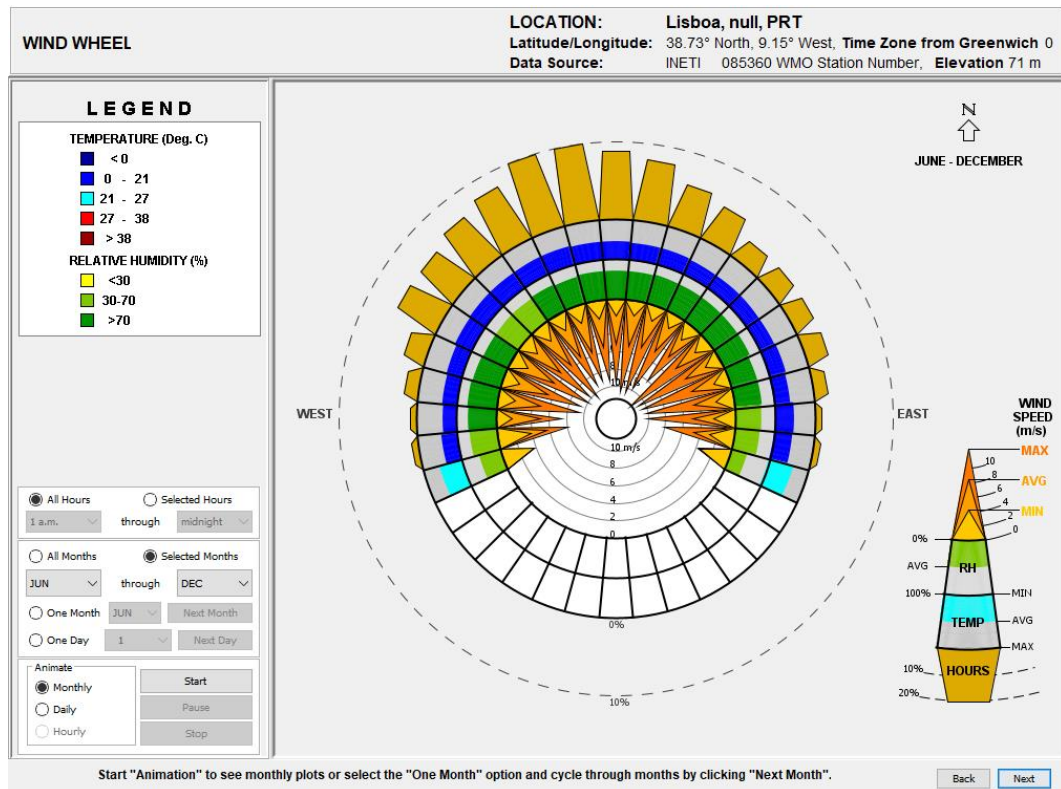 WIND WHEEL
LOCATION: Lisboa, null, PRT
Latitude/Longitude: 38.73° North, 9.15° West, Time Zone from Greenwich 0
Data Source: INETI 085360 WMO Station Number, Elevation 71 m
LEGEND
TEMPERATURE (Deg. C)
< 0
0 - 21
21 - 27
27 - 38
> 38
RELATIVE HUMIDITY (%)
<30
30-70
>70
All Hours Selected Hours
1 a.m. through midnight
All Months Selected Months
JUN through DEC
One Month JUN Next Month
One Day 1 Next Day
Animate
Monthly
Daily
Hourly
Start
Pause
Stop
N
JUNE - DECEMBER
WEST
EAST
8
10 m/s
10 m/s
8
6
4
2
0
0%
10%
WIND
SPEED
(m/s)
MAX
10
8
AVG
6
4
MIN
2
0
0%
AVG
RH
100%
MIN
TEMP
AVG
MAX
HOURS
10%
20%
Start "Animation" to see monthly plots or select the "One Month" option and cycle through months by clicking "Next Month".
Back Next